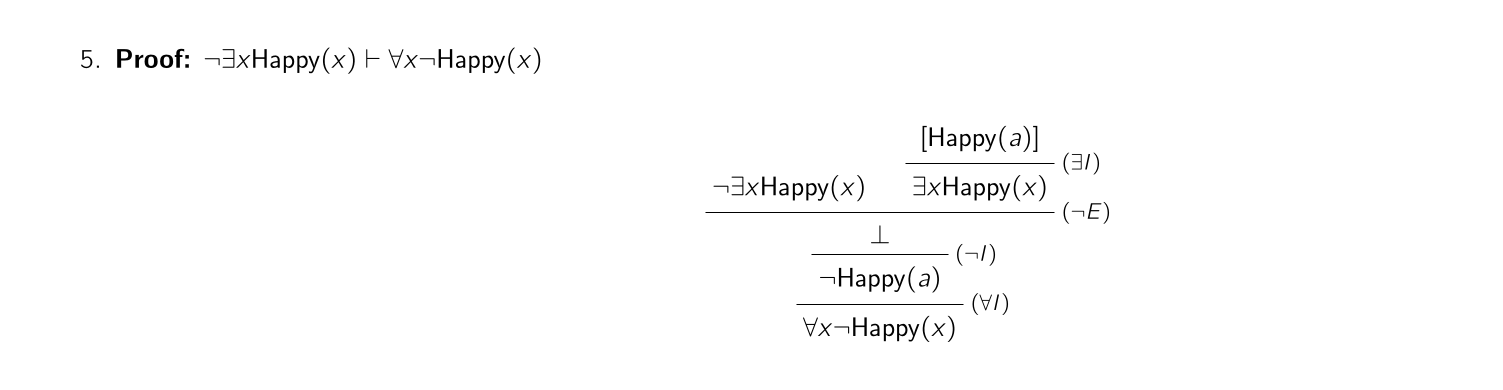 5. Proof: ¬∃xHappy(x) ⊢ ∀x¬Happy(x)
[Happy(a)]
(∃I)
¬∃xHappy(x) ∃xHappy(x)
(¬E)
⊥
(¬I)
¬Happy(a)
(∀I)
∀x¬Happy(x)